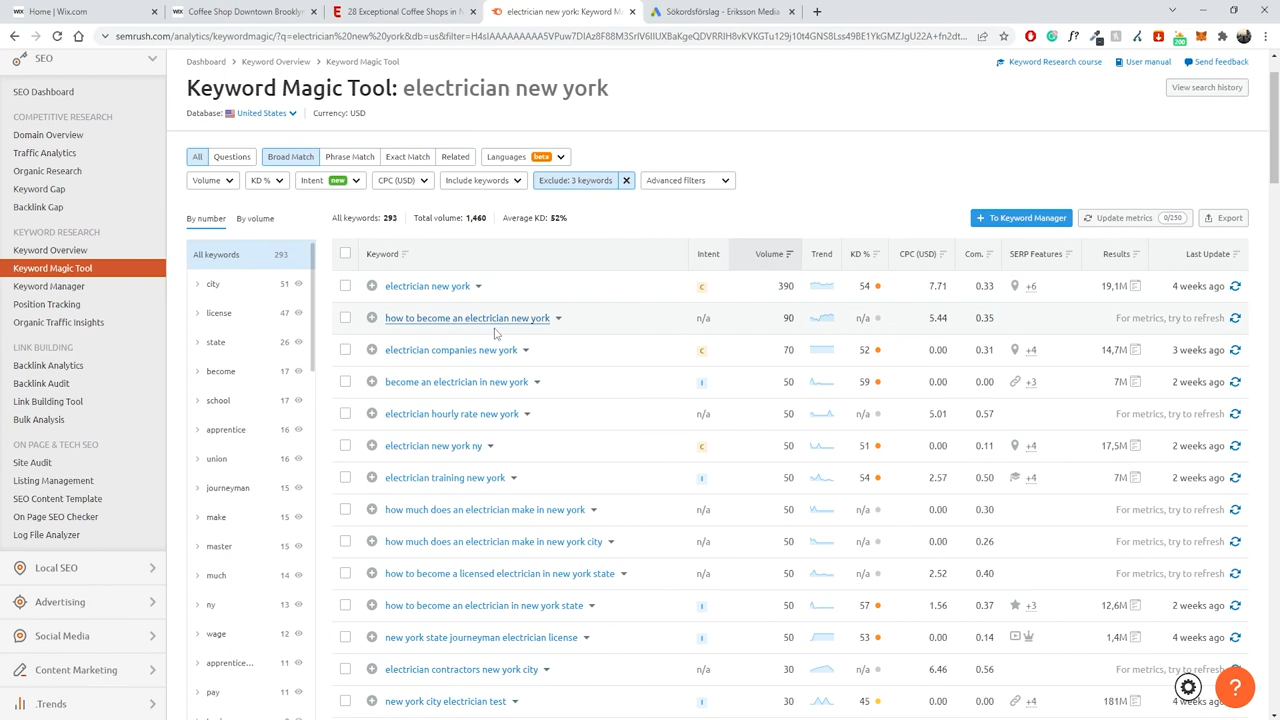 Home | Wix.com
Coffee Shop Downtown Brooklyn
28 Exceptional Coffee Shops in N
electrician new york: Keyword M
Sökordsförslag – Eriksson Media
semrush.com/analytics/keywordmagic/?q=electrician%20new%20york&db=us&filter=
SEO
SEO Dashboard
COMPETITIVE RESEARCH
Domain Overview
Traffic Analytics
Organic Research
Keyword Gap
Backlink Gap
KEYWORD RESEARCH
Keyword Overview
Keyword Magic Tool
Keyword Manager
Position Tracking
Organic Traffic Insights
LINK BUILDING
Backlink Analytics
Backlink Audit
Link Building Tool
Bulk Analysis
ON PAGE & TECH SEO
Site Audit
Listing Management
SEO Content Template
On Page SEO Checker
Log File Analyzer
Local SEO
Advertising
Social Media
Content Marketing
.Trends
Dashboard > Keyword Overview > Keyword Magic Tool
Keyword Research course User manual Send feedback
Keyword Magic Tool: electrician new york
View search history
Database: United States Currency: USD
All Questions Broad Match Phrase Match Exact Match Related Languages beta
Volume KD % Intent new CPC (USD) Include keywords Exclude: 3 keywords Advanced filters
By number By volume
All keywords: 293 Total volume: 1,460 Average KD: 52%
+ To Keyword Manager Update metrics 0/250 Export
All keywords 293
city 51
license 47
state 26
become 17
school 17
apprentice 16
union 16
journeyman 15
make 15
master 15
much 14
ny 13
wage 12
apprentice... 11
pay 11
Keyword Intent Volume Trend KD % CPC (USD) Com. SERP Features Results Last Update
electrician new york C 390 54 7.71 0.33 +6 19,1M 4 weeks ago
how to become an electrician new york n/a 90 n/a 5.44 0.35 For metrics, try to refresh
electrician companies new york C 70 52 0.00 0.31 +4 14,7M 3 weeks ago
become an electrician in new york I 50 59 0.00 0.00 +3 7M 2 weeks ago
electrician hourly rate new york n/a 50 n/a 5.01 0.57 For metrics, try to refresh
electrician new york ny C 50 51 0.00 0.11 +4 17,5M 2 weeks ago
electrician training new york I 50 54 2.57 0.50 +4 7M 2 weeks ago
how much does an electrician make in new york n/a 50 n/a 0.00 0.30 For metrics, try to refresh
how much does an electrician make in new york city n/a 50 n/a 0.00 0.26 For metrics, try to refresh
how to become a licensed electrician in new york state n/a 50 n/a 2.52 0.40 For metrics, try to refresh
how to become an electrician in new york state I 50 57 1.56 0.37 +3 12,6M 2 weeks ago
new york state journeyman electrician license I 50 53 0.00 0.14 1,4M 4 weeks ago
electrician contractors new york city n/a 30 n/a 6.46 0.56 For metrics, try to refresh
new york city electrician test I 30 45 0.00 0.00 +4 181M 4 weeks ago